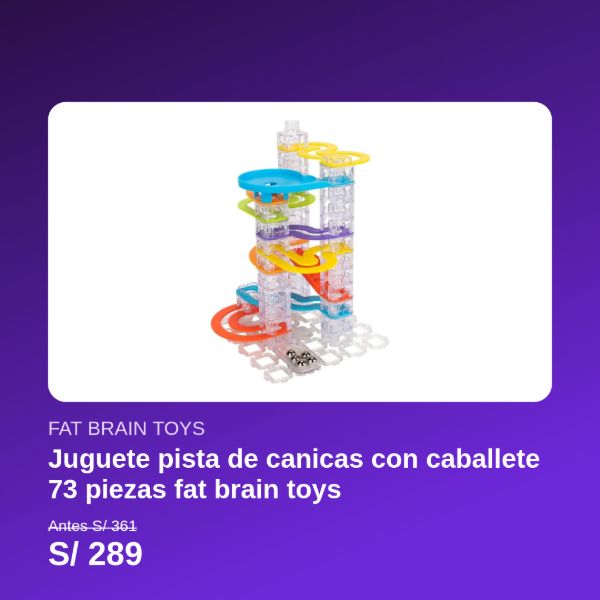 FAT BRAIN TOYS
Juguete pista de canicas con caballete
73 piezas fat brain toys
Antes S/ 361
S/ 289